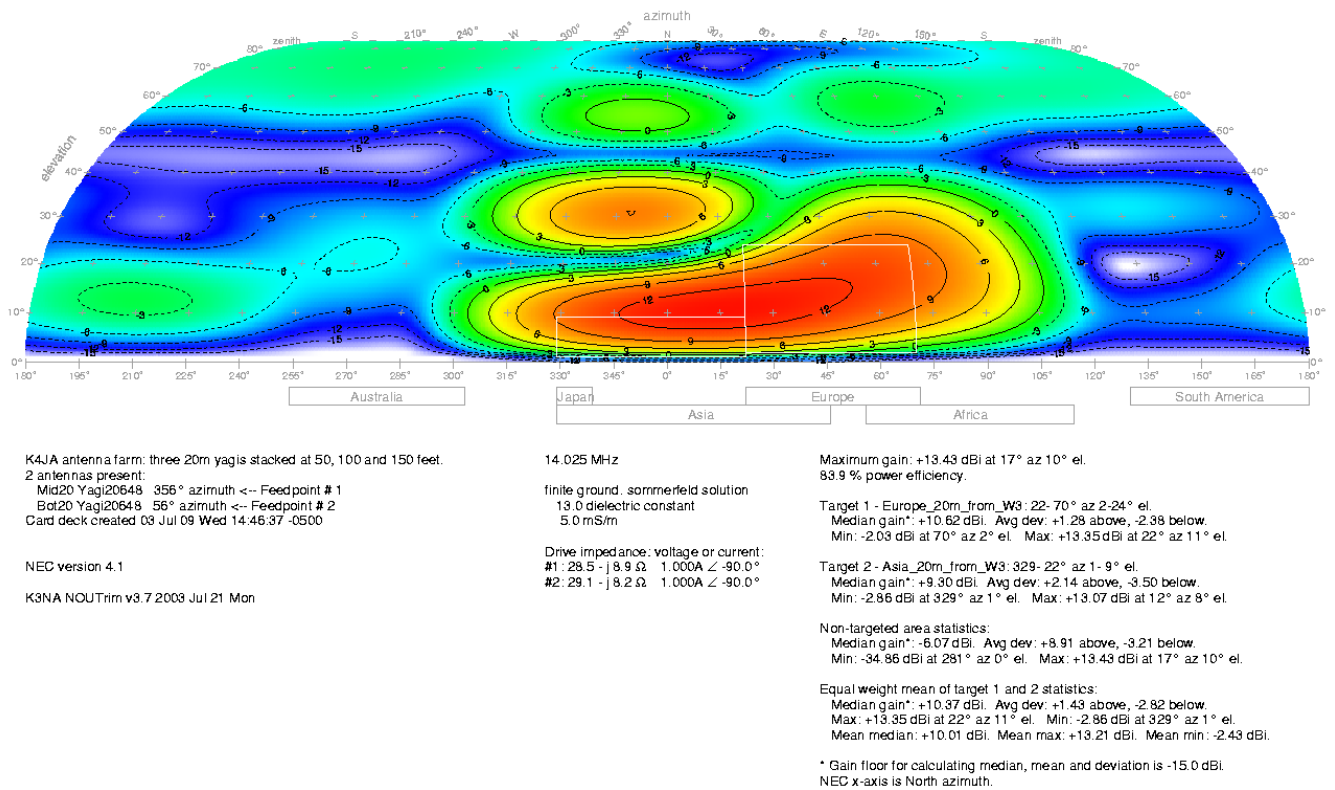 azimuth
zenith S 210° 240° W 300° 330° N 30° 60° E 120° 150° S zenith
80° 80°
70° 70°
60° 60°
50° 50°
40° 40°
30° 30°
20° 20°
10° 10°
0° 0°
elevation
180° 210° 225° 255° 270° 285° 300° 315° 330° 345° 0° 15° 30° 45° 60° 75° 90° 105° 120° 135° 150° 165° 180°
Australia Japan Europe South America
Asia Africa
K4JA antenna farm: three 20m yagis stacked at 50, 100 and 150 feet.
2 antennas present:
Mid20 Yagi20648 356° azimuth <-- Feedpoint # 1
Bot20 Yagi20648 56° azimuth <-- Feedpoint # 2
Card deck created 03 Jul 09 Wed 14:46:37 -0500
NEC version 4.1
K3NA NOUTrim v3.7 2003 Jul 21 Mon
14.025 MHz
finite ground. sommerfeld solution
13.0 dielectric constant
5.0 mS/m
Drive impedance: voltage or current:
#1: 28.5 - j 8.9 Ω 1.000A ∠ -90.0°
#2: 29.1 - j 8.2 Ω 1.000A ∠ -90.0°
Maximum gain: +13.43 dBi at 17° az 10° el.
83.9 % power efficiency.
Target 1 - Europe_20m_from_W3: 22- 70° az 2-24° el.
Median gain*: +10.62 dBi. Avg dev: +1.28 above, -2.38 below.
Min: -2.03 dBi at 70° az 2° el. Max: +13.35 dBi at 22° az 11° el.
Target 2 - Asia_20m_from_W3: 329- 22° az 1- 9° el.
Median gain*: +9.30 dBi. Avg dev: +2.14 above, -3.50 below.
Min: -2.86 dBi at 329° az 1° el. Max: +13.07 dBi at 12° az 8° el.
Non-targeted area statistics:
Median gain*: -6.07 dBi. Avg dev: +8.91 above, -3.21 below.
Min: -34.86 dBi at 281° az 0° el. Max: +13.43 dBi at 17° az 10° el.
Equal weight mean of target 1 and 2 statistics:
Median gain*: +10.37 dBi. Avg dev: +1.43 above, -2.82 below.
Max: +13.35 dBi at 22° az 11° el. Min: -2.86 dBi at 329° az 1° el.
Mean median: +10.01 dBi. Mean max: +13.21 dBi. Mean min: -2.43 dBi.
* Gain floor for calculating median, mean and deviation is -15.0 dBi.
NEC x-axis is North azimuth.